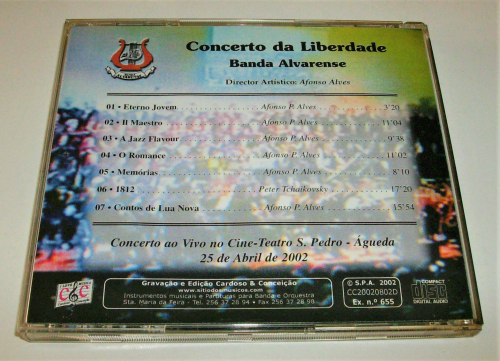 Concerto da Liberdade
Banda Alvarense
Director Artístico: Afonso Alves
01 • Eterno Jovem Afonso P. Alves 3'20
02 • Il Maestro Afonso P. Alves 11'04
03 • A Jazz Flavour Afonso P. Alves 9'38
04 • O Romance Afonso P. Alves 11'02
05 • Memórias Afonso P. Alves 8'10
06 • 1812 Peter Tchaikovsky 17'20
07 • Contos de Lua Nova Afonso P. Alves 15'54
Concerto ao Vivo no Cine-Teatro S. Pedro - Águeda
25 de Abril de 2002
Gravação e Edição Cardoso & Conceição
www.sitiodosmusicos.com
Instrumentos musicais e Partituras para Banda e Orquestra
Sta. Maria da Feira - Tel. 256 37 28 94 • Fax 256 37 28 90
C&C
© S.P.A. 2002
CC20020802D
Ex. n.º 655
COMPACT
disc
DIGITAL AUDIO